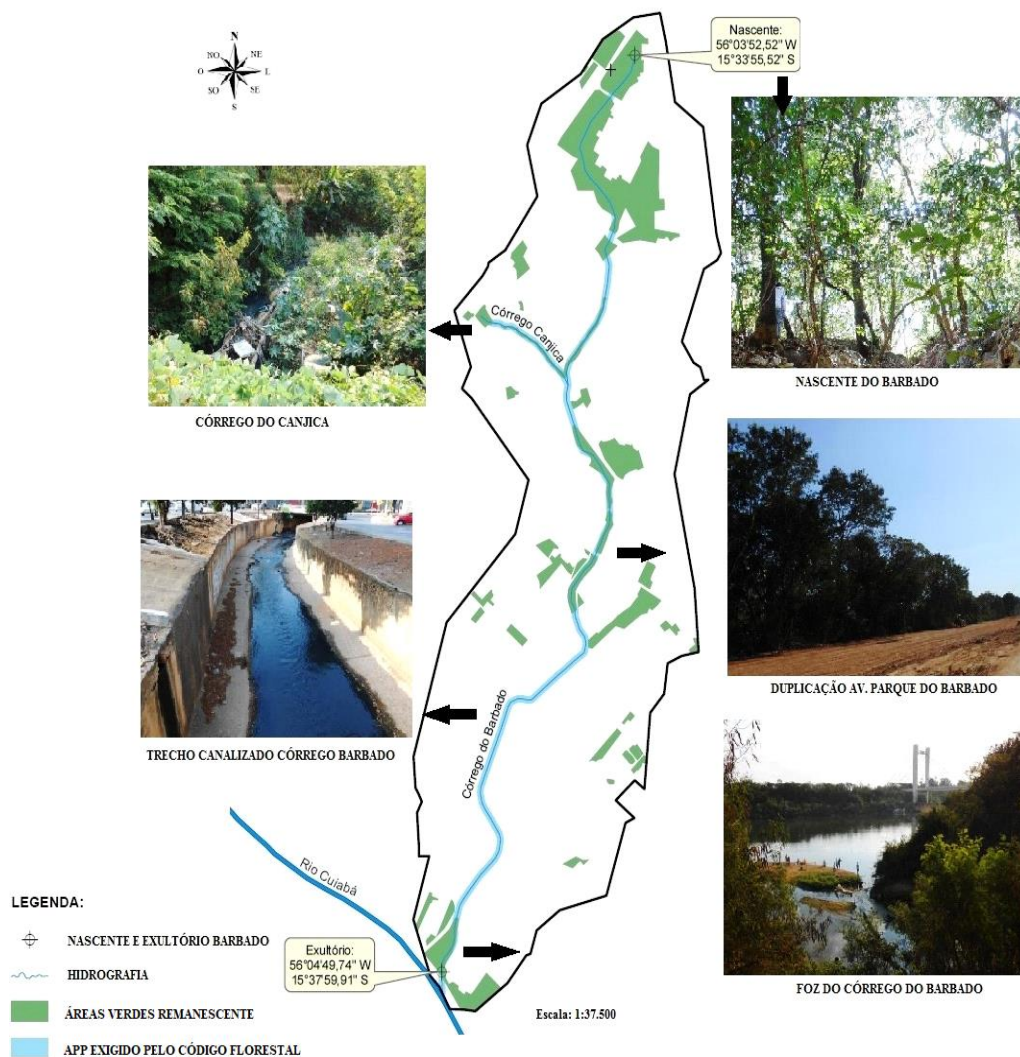 N
NO
NE
O
L
SO
SE
S
Nascente:
56°03'52,52" W
15°33'55,52" S
NASCENTE DO BARBADO
Córrego Canjica
CÓRREGO DO CANJICA
DUPLICAÇÃO AV. PARQUE DO BARBADO
TRECHO CANALIZADO CÓRREGO BARBADO
Córrego do Barbado
Rio Cuiabá
LEGENDA:
NASCENTE E EXULTÓRIO BARBADO
HIDROGRAFIA
ÁREAS VERDES REMANESCENTE
APP EXIGIDO PELO CÓDIGO FLORESTAL
Exultório:
56°04'49,74" W
15°37'59,91" S
Escala: 1:37.500
FOZ DO CÓRREGO DO BARBADO